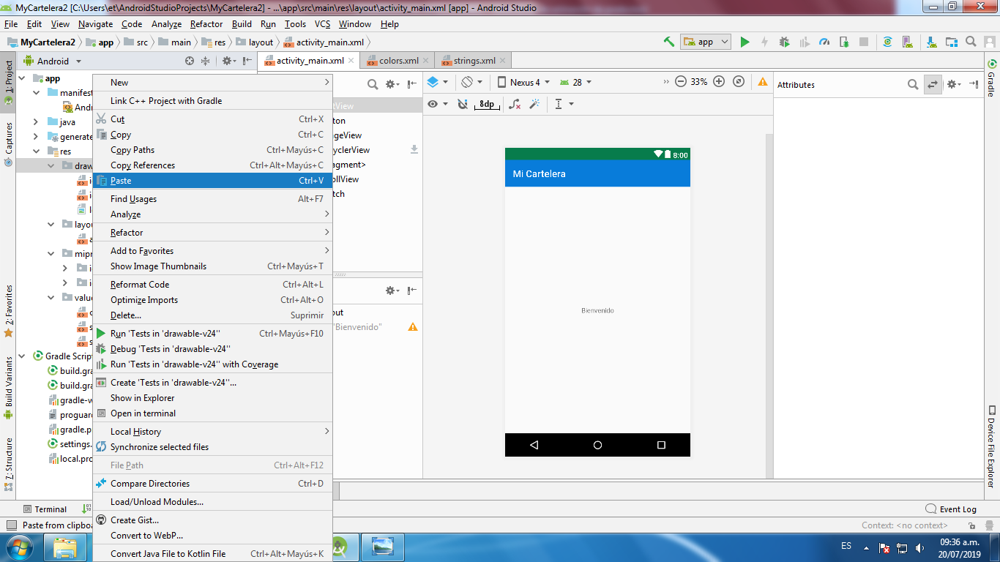 MyCartelera2 [C:\Users\et\AndroidStudioProjects\MyCartelera2] - ...\app\src\main\res\layout\activity_main.xml [app] - Android Studio
File Edit View Navigate Code Analyze Refactor Build Run Tools VCS Window Help
MyCartelera2 app src main res layout activity_main.xml app
1: Project
Captures
2: Favorites
Build Variants
7: Structure
Android
app
manifest
And
java
generate
res
draw
i
i
l
layou
a
mipr
i
i
value
c
s
s
Gradle Script
build.gra
build.gra
gradle-w
proguard
gradle.p
settings.
local.pro
New
Link C++ Project with Gradle
Cut Ctrl+X
Copy Ctrl+C
Copy Paths Ctrl+Mayús+C
Copy References Ctrl+Alt+Mayús+C
Paste Ctrl+V
Find Usages Alt+F7
Analyze
Refactor
Add to Favorites
Show Image Thumbnails Ctrl+Mayús+T
Reformat Code Ctrl+Alt+L
Optimize Imports Ctrl+Alt+O
Delete... Suprimir
Run 'Tests in 'drawable-v24'' Ctrl+Mayús+F10
Debug 'Tests in 'drawable-v24''
Run 'Tests in 'drawable-v24'' with Coverage
Create 'Tests in 'drawable-v24''...
Show in Explorer
Open in terminal
Local History
Synchronize selected files
File Path Ctrl+Alt+F12
Compare Directories Ctrl+D
Load/Unload Modules...
Create Gist...
Convert to WebP...
Convert Java File to Kotlin File Ctrl+Alt+Mayús+K
activity_main.xml colors.xml strings.xml
tView
ton
geView
yclerView
agment>
ollView
tch
out
"Bienvenido"
Nexus 4 28 33%
8dp
8:00
Mi Cartelera
Bienvenido
Attributes
Gradle
Device File Explorer
Terminal
Event Log
Paste from clipboa
Context: <no context>
ES
09:36 a.m.
20/07/2019